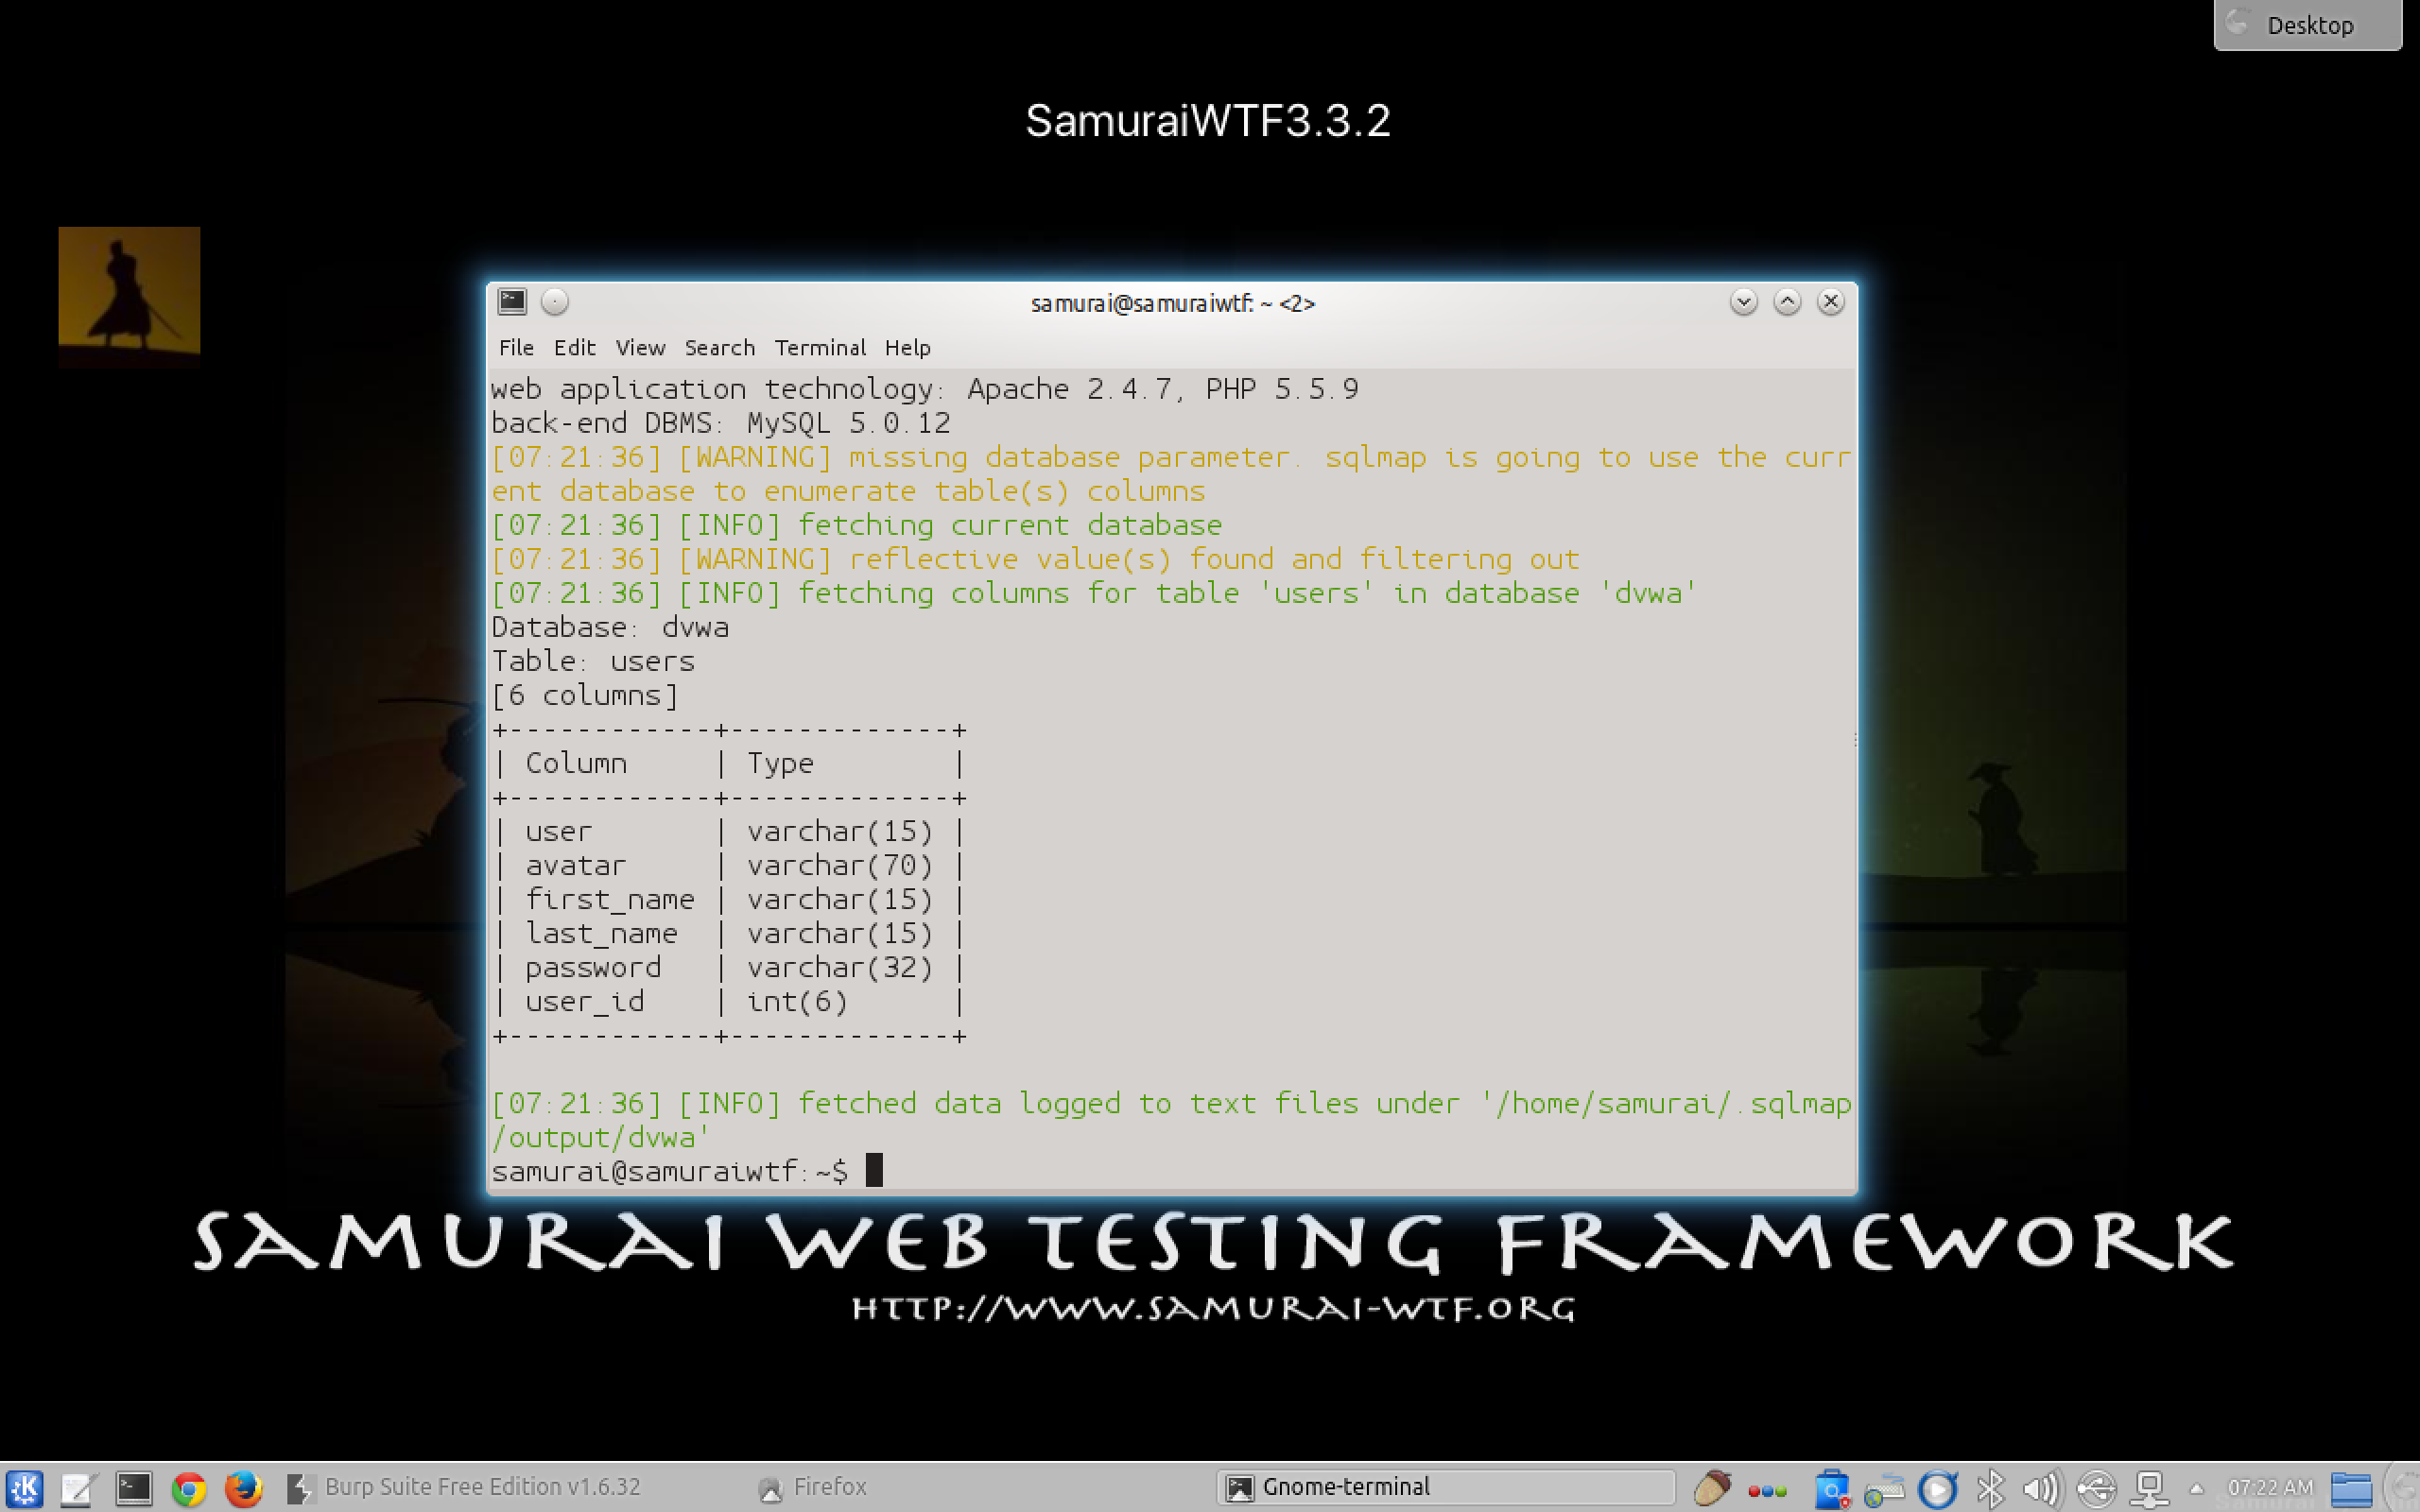 Desktop
SamuraiWTF3.3.2
samurai@samuraiwtf: ~ <2>
File Edit View Search Terminal Help
web application technology: Apache 2.4.7, PHP 5.5.9
back-end DBMS: MySQL 5.0.12
[07:21:36] [WARNING] missing database parameter. sqlmap is going to use the curr
ent database to enumerate table(s) columns
[07:21:36] [INFO] fetching current database
[07:21:36] [WARNING] reflective value(s) found and filtering out
[07:21:36] [INFO] fetching columns for table 'users' in database 'dvwa'
Database: dvwa
Table: users
[6 columns]
+------------+-------------+
| Column     | Type        |
+------------+-------------+
| user       | varchar(15) |
| avatar     | varchar(70) |
| first_name | varchar(15) |
| last_name  | varchar(15) |
| password   | varchar(32) |
| user_id    | int(6)      |
+------------+-------------+
[07:21:36] [INFO] fetched data logged to text files under '/home/samurai/.sqlmap
/output/dvwa'
samurai@samuraiwtf:~$
SAMURAI WEB TESTING FRAMEWORK
HTTP://WWW.SAMURAI-WTF.ORG
Burp Suite Free Edition v1.6.32 Firefox Gnome-terminal 07:22 AM